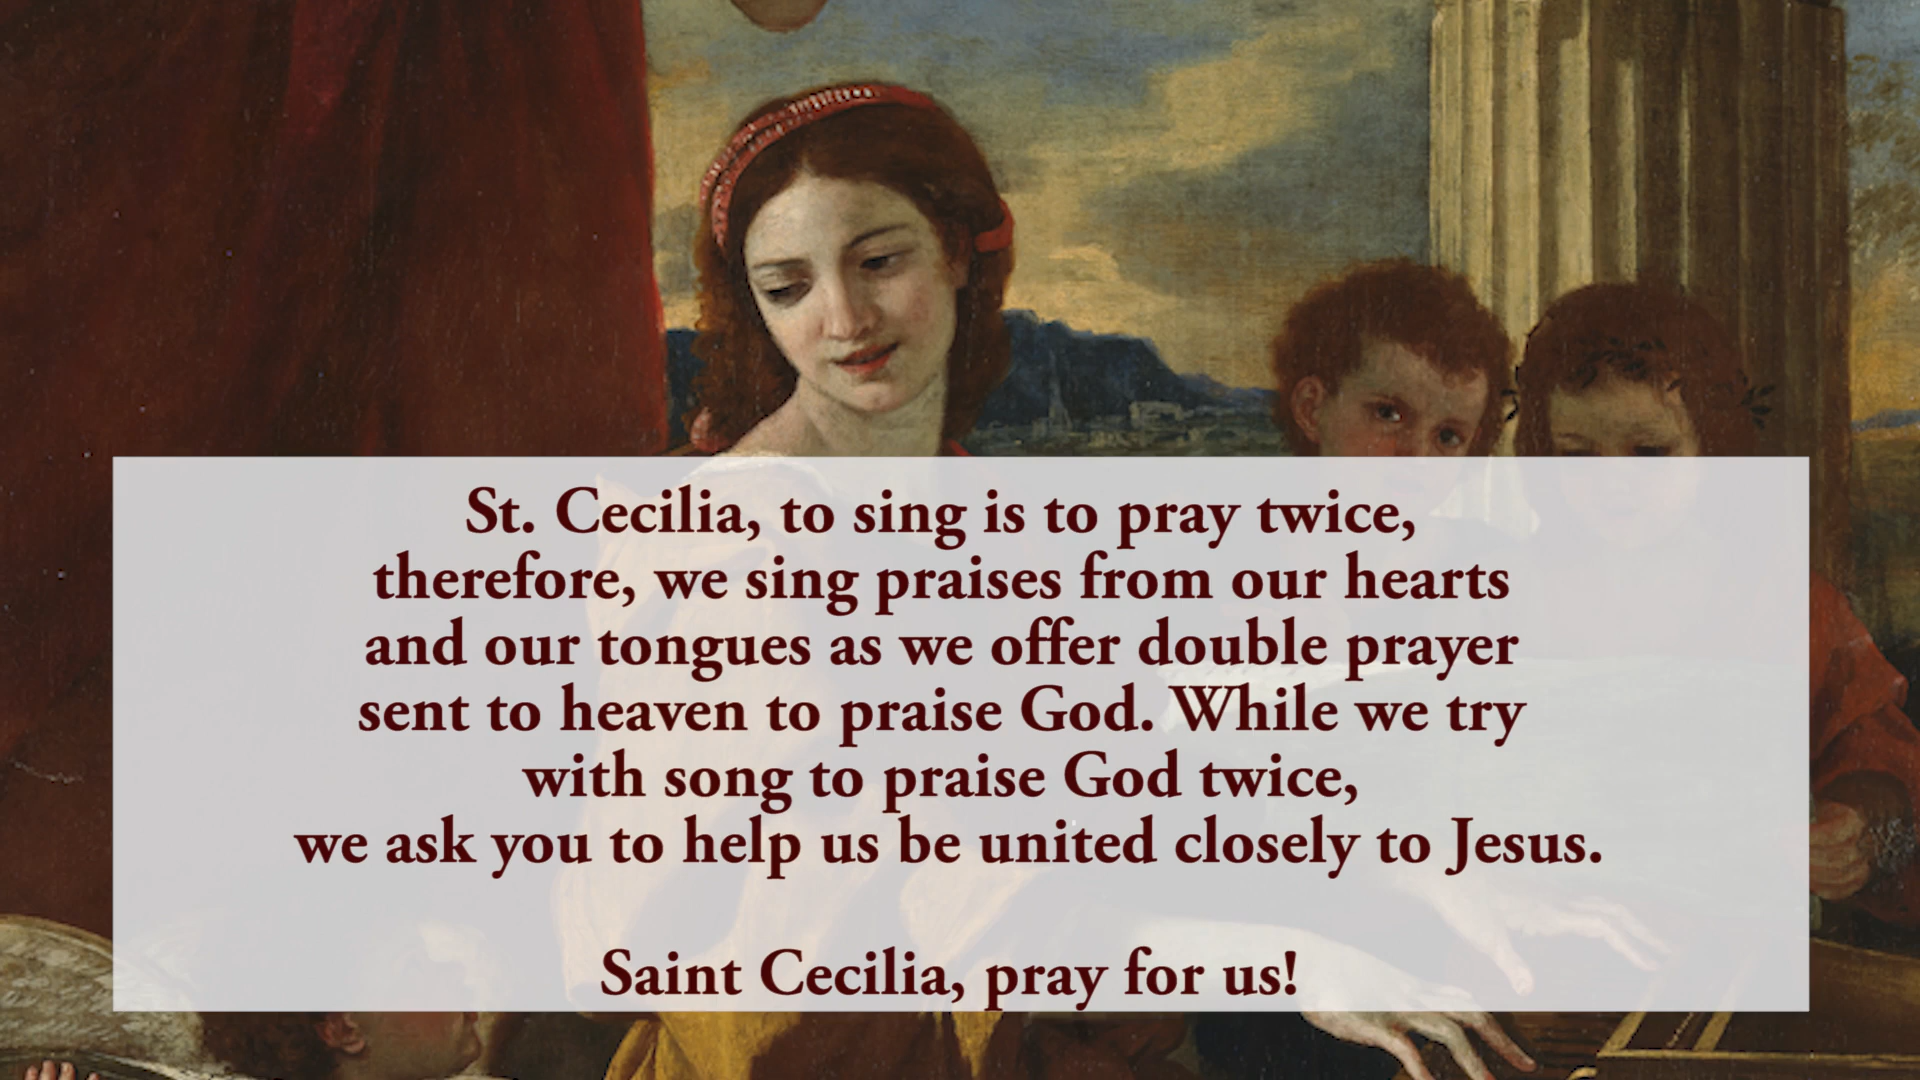 St. Cecilia, to sing is to pray twice,
therefore, we sing praises from our hearts
and our tongues as we offer double prayer
sent to heaven to praise God. While we try
with song to praise God twice,
we ask you to help us be united closely to Jesus.
Saint Cecilia, pray for us!